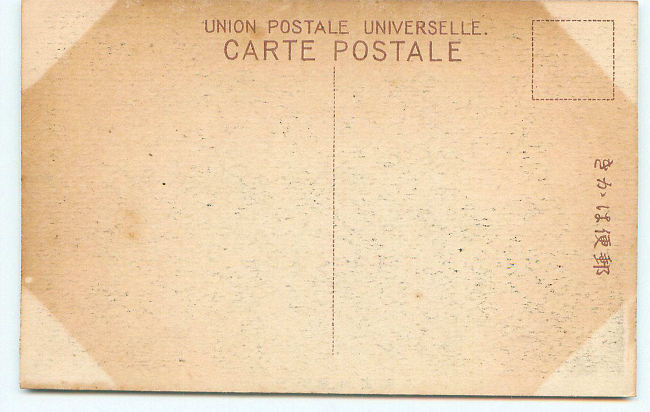 UNION POSTALE UNIVERSELLE.
CARTE POSTALE
きかは便郵